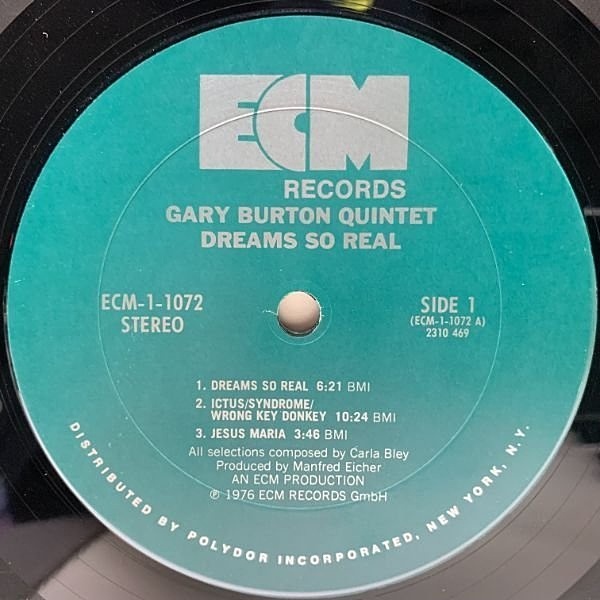 ECM
RECORDS
GARY BURTON QUINTET
DREAMS SO REAL
ECM-1-1072
STEREO
SIDE 1
(ECM-1-1072 A)
2310 469
1. DREAMS SO REAL 6:21 BMI
2. ICTUS/SYNDROME/
WRONG KEY DONKEY 10:24 BMI
3. JESUS MARIA 3:46 BMI
All selections composed by Carla Bley
Produced by Manfred Eicher
AN ECM PRODUCTION
℗ 1976 ECM RECORDS GmbH
DISTRIBUTED BY POLYDOR INCORPORATED, NEW YORK, N.Y.